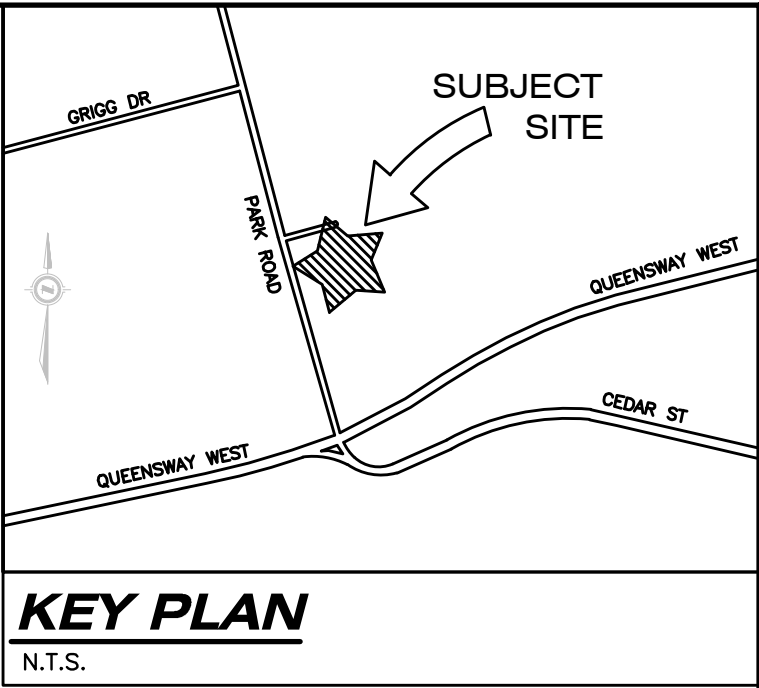 GRIGG DR
SUBJECT
SITE
PARK ROAD
QUEENSWAY WEST
CEDAR ST
QUEENSWAY WEST
KEY PLAN
N.T.S.